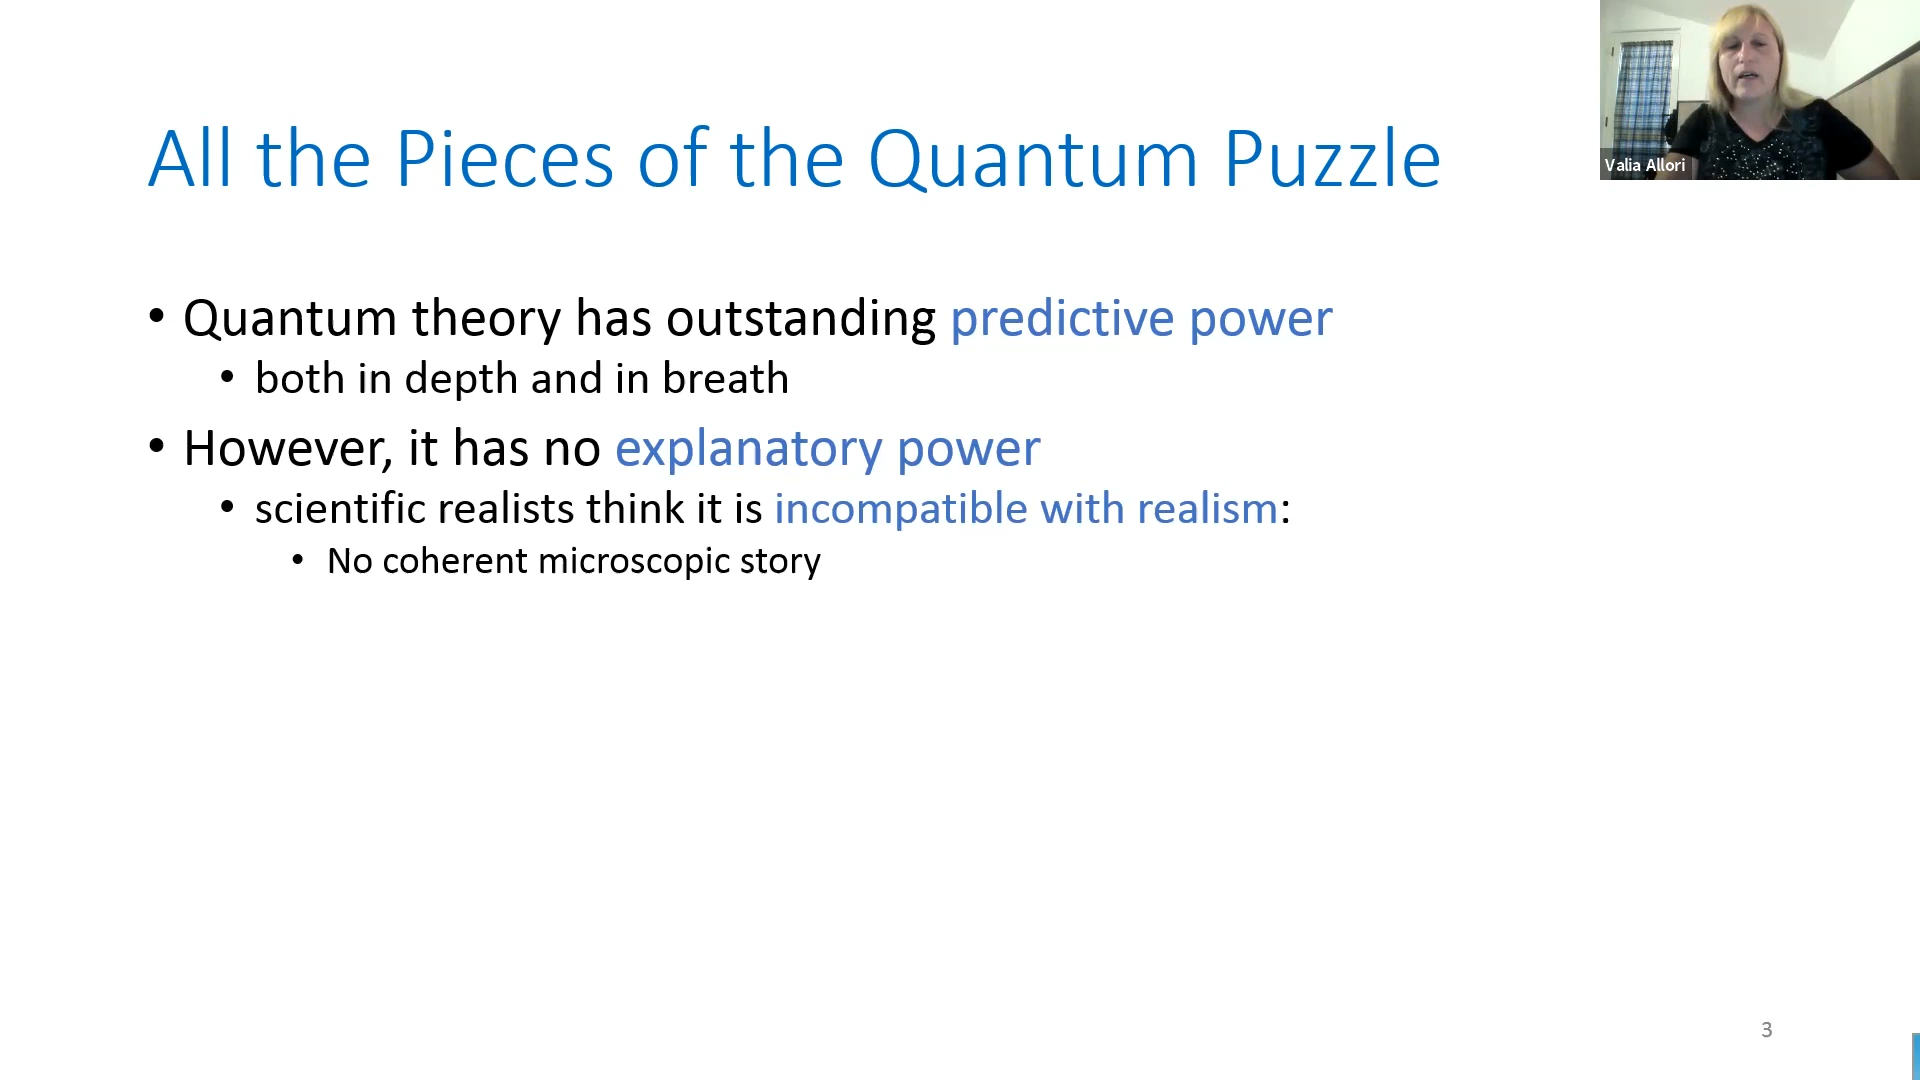 All the Pieces of the Quantum Puzzle
Valia Allori
• Quantum theory has outstanding predictive power
• both in depth and in breath
• However, it has no explanatory power
• scientific realists think it is incompatible with realism:
• No coherent microscopic story
3